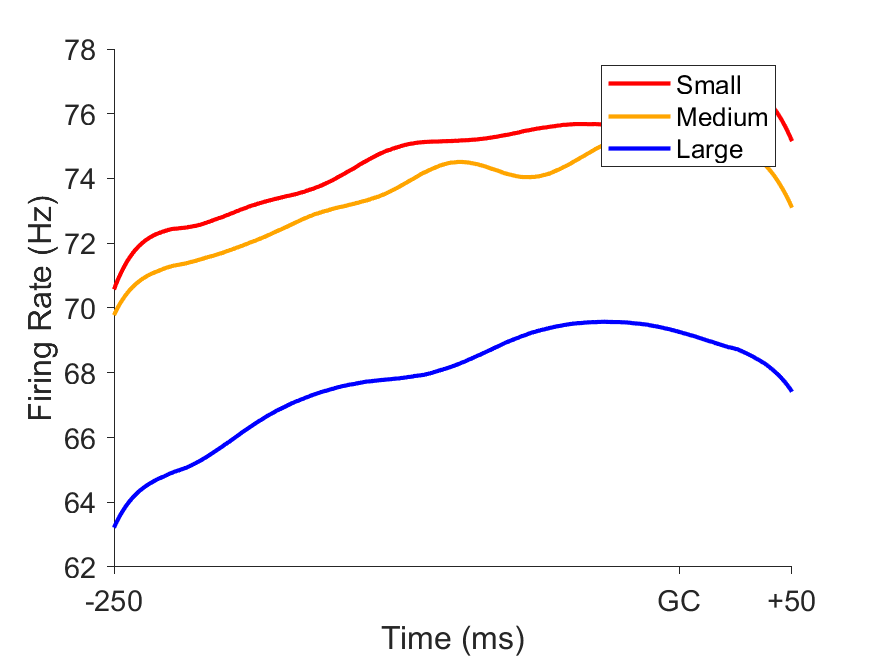 78
76
74
72
70
68
66
64
62
Firing Rate (Hz)
Small
Medium
Large
-250
GC
+50
Time (ms)